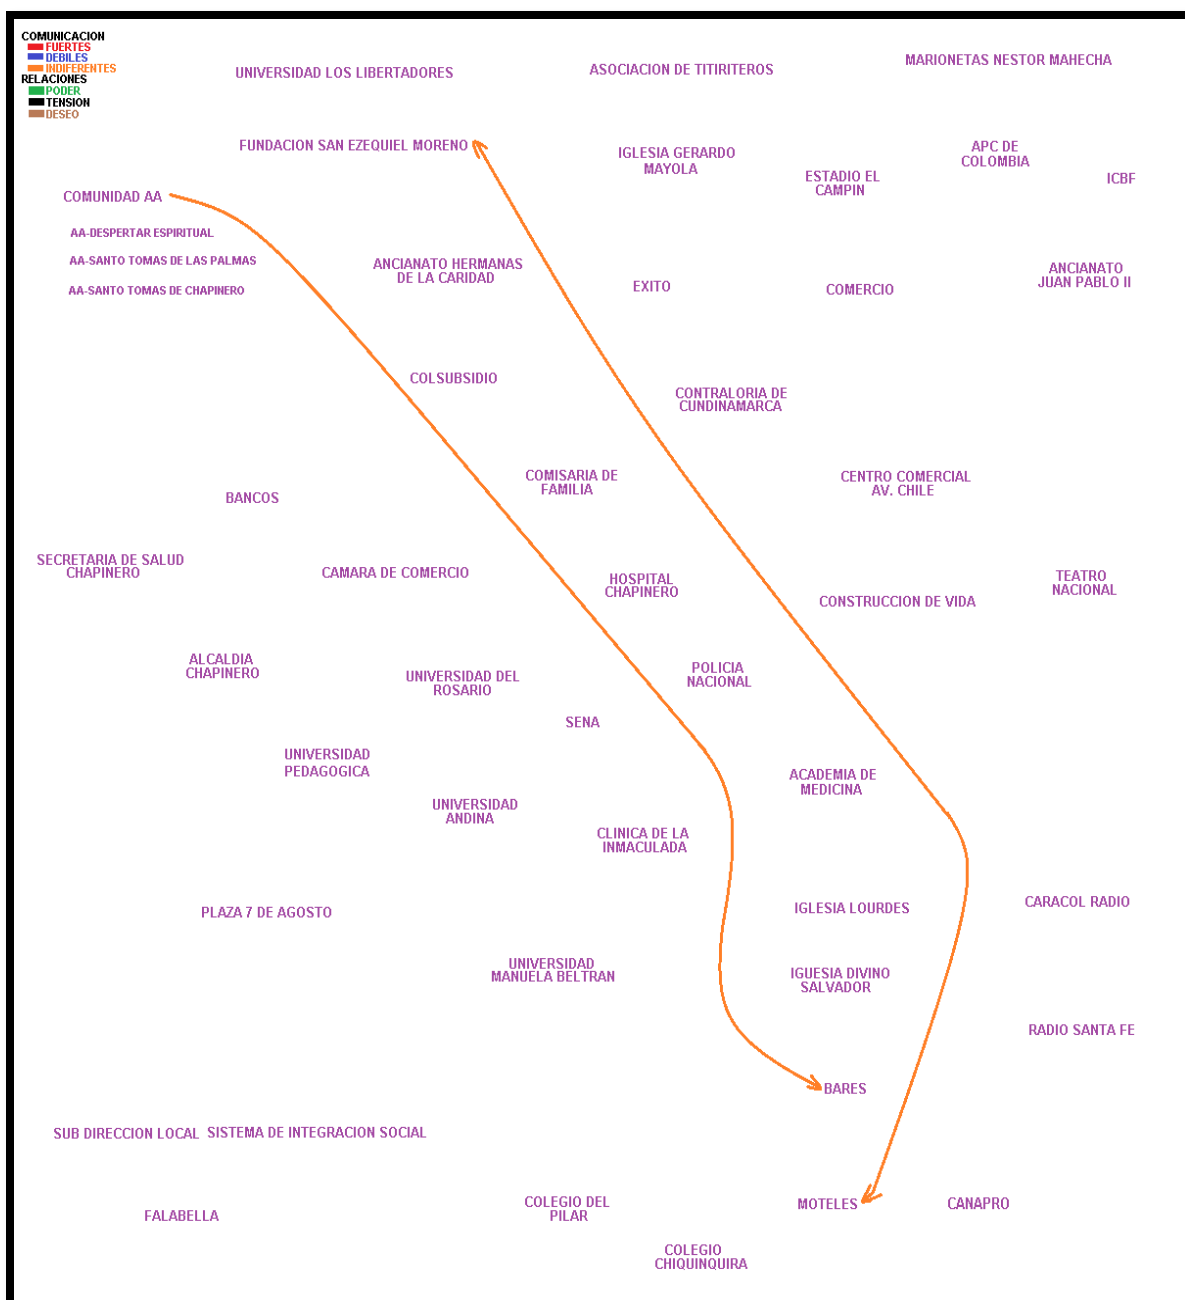 COMUNICACION
FUERTES
DEBILES
INDIFERENTES
RELACIONES
PODER
TENSION
DESEO
UNIVERSIDAD LOS LIBERTADORES
ASOCIACION DE TITIRITEROS
MARIONETAS NESTOR MAHECHA
FUNDACION SAN EZEQUIEL MORENO
IGLESIA GERARDO
MAYOLA
ESTADIO EL
CAMPIN
APC DE
COLOMBIA
ICBF
COMUNIDAD AA
AA-DESPERTAR ESPIRITUAL
AA-SANTO TOMAS DE LAS PALMAS
AA-SANTO TOMAS DE CHAPINERO
ANCIANATO HERMANAS
DE LA CARIDAD
EXITO
COMERCIO
ANCIANATO
JUAN PABLO II
COLSUBSIDIO
CONTRALORIA DE
CUNDINAMARCA
COMISARIA DE
FAMILIA
CENTRO COMERCIAL
AV. CHILE
BANCOS
SECRETARIA DE SALUD
CHAPINERO
CAMARA DE COMERCIO
HOSPITAL
CHAPINERO
CONSTRUCCION DE VIDA
TEATRO
NACIONAL
ALCALDIA
CHAPINERO
UNIVERSIDAD DEL
ROSARIO
POLICIA
NACIONAL
SENA
UNIVERSIDAD
PEDAGOGICA
ACADEMIA DE
MEDICINA
UNIVERSIDAD
ANDINA
CLINICA DE LA
INMACULADA
PLAZA 7 DE AGOSTO
IGLESIA LOURDES
CARACOL RADIO
UNIVERSIDAD
MANUELA BELTRAN
IGUESIA DIVINO
SALVADOR
RADIO SANTA FE
BARES
SUB DIRECCION LOCAL
SISTEMA DE INTEGRACION SOCIAL
FALABELLA
COLEGIO DEL
PILAR
MOTELES
CANAPRO
COLEGIO
CHIQUINQUIRA